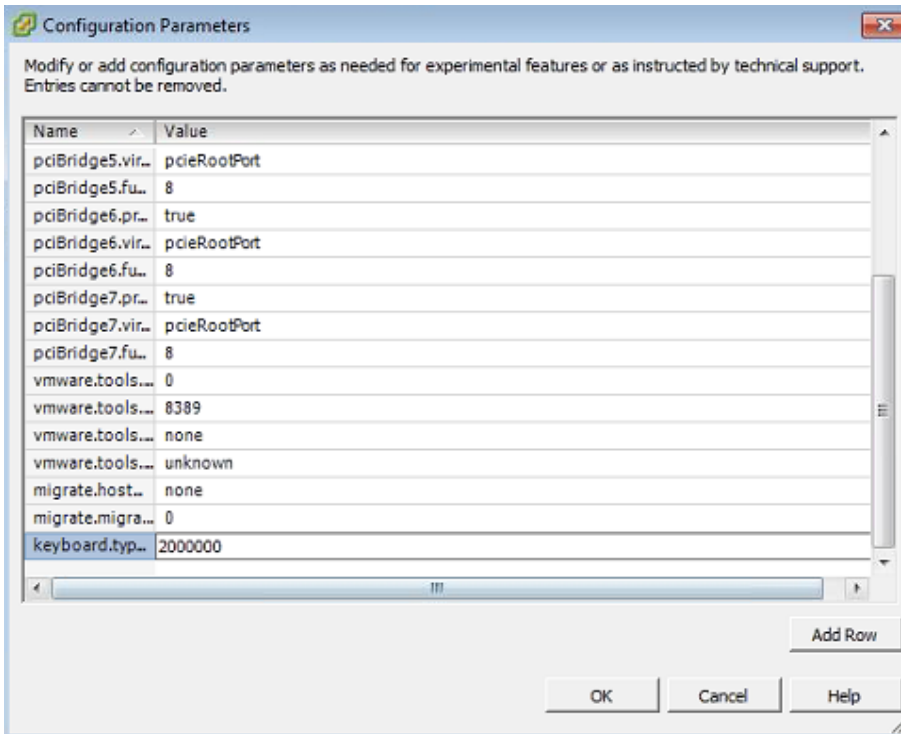 Configuration Parameters
Modify or add configuration parameters as needed for experimental features or as instructed by technical support.
Entries cannot be removed.
Name Value
pciBridge5.vir... pcieRootPort
pciBridge5.fu... 8
pciBridge6.pr... true
pciBridge6.vir... pcieRootPort
pciBridge6.fu... 8
pciBridge7.pr... true
pciBridge7.vir... pcieRootPort
pciBridge7.fu... 8
vmware.tools.... 0
vmware.tools.... 8389
vmware.tools.... none
vmware.tools.... unknown
migrate.host... none
migrate.migra... 0
keyboard.typ... 2000000
Add Row
OK Cancel Help